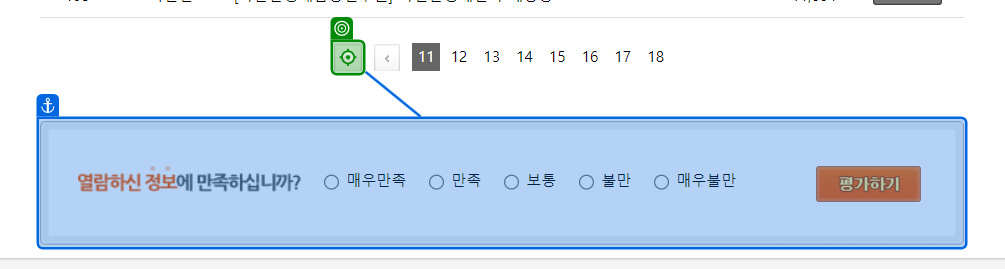 ‹ 11 12 13 14 15 16 17 18
열람하신 정보에 만족하십니까? 매우만족 만족 보통 불만 매우불만 평가하기